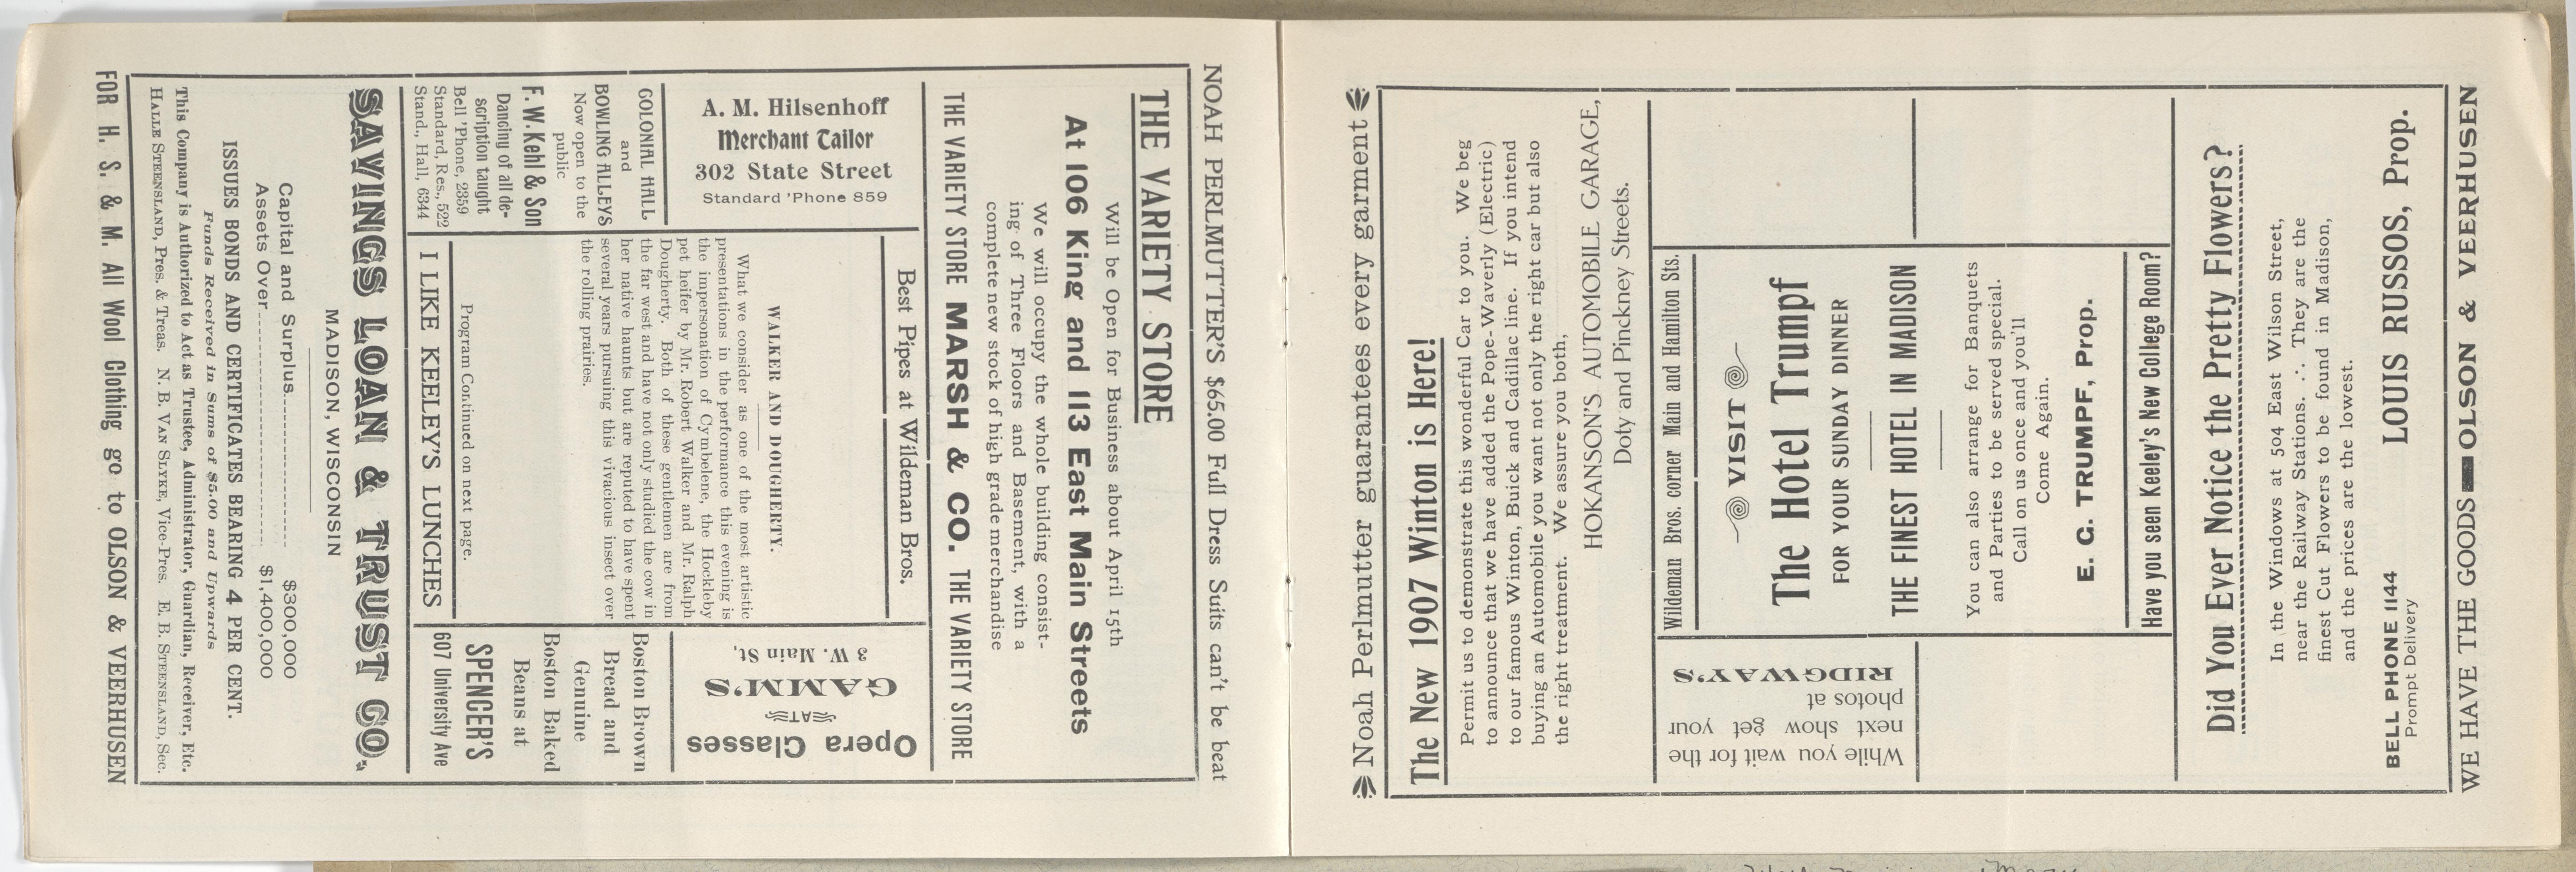 NOAH PERLMUTTER'S $65.00 Full Dress Suits can't be beat
THE VARIETY STORE
Will be Open for Business about April 15th
At 106 King and 113 East Main Streets
We will occupy the whole building consist-
ing of Three Floors and Basement, with a
complete new stock of high grade merchandise
THE VARIETY STORE MARSH & CO. THE VARIETY STORE
A. M. Hilsenhoff
Merchant Tailor
302 State Street
Standard 'Phone 859
COLONIAL HALL
and
BOWLING ALLEYS
Now open to the
public
F. W. Kehl & Son
Dancing of all de-
scription taught
Bell 'Phone, 2359
Standard, Res., 522
Stand., Hall, 6344
Best Pipes at Wildeman Bros.
WALKER AND DOUGHERTY.
What we consider as one of the most artistic
presentations in the performance this evening is
the impersonation of Cymbelene, the Hockleby
pet heifer by Mr. Robert Walker and Mr. Ralph
Dougherty. Both of these gentlemen are from
the far west and have not only studied the cow in
her native haunts but are reputed to have spent
several years pursuing this vivacious insect over
the rolling prairies.
Program Continued on next page.
I LIKE KEELEY'S LUNCHES
Opera Glasses
AT
GAMM'S
3 W. Main St,
Boston Brown
Bread and
Genuine
Boston Baked
Beans at
SPENCER'S
607 University Ave
SAVINGS LOAN & TRUST CO.
MADISON, WISCONSIN
Capital and Surplus $300,000
Assets Over $1,400,000
ISSUES BONDS AND CERTIFICATES BEARING 4 PER CENT.
Funds Received in Sums of $5.00 and Upwards
This Company is Authorized to Act as Trustee, Administrator, Guardian, Receiver, Etc.
HALLE STEENSLAND, Pres. & Treas. N. B. VAN SLYKE, Vice-Pres. E. B. STEENSLAND, Sec.
FOR H. S. & M. All Wool Clothing go to OLSON & VEERHUSEN
Noah Perlmutter guarantees every garment
The New 1907 Winton is Here!
Permit us to demonstrate this wonderful Car to you. We beg
to announce that we have added the Pope-Waverly (Electric)
to our famous Winton, Buick and Cadillac line. If you intend
buying an Automobile you want not only the right car but also
the right treatment. We assure you both,
HOKANSON'S AUTOMOBILE GARAGE,
Doty and Pinckney Streets.
While you wait for the
next show get your
photos at
RIDGWAY'S
Wildeman Bros. corner Main and Hamilton Sts.
VISIT
The Hotel Trumpf
FOR YOUR SUNDAY DINNER
THE FINEST HOTEL IN MADISON
You can also arrange for Banquets
and Parties to be served special.
Call on us once and you'll
Come Again.
E. G. TRUMPF, Prop.
Have you seen Keeley's New College Room?
Did You Ever Notice the Pretty Flowers?
In the Windows at 504 East Wilson Street,
near the Railway Stations. ∴ They are the
finest Cut Flowers to be found in Madison,
and the prices are the lowest.
LOUIS RUSSOS, Prop.
BELL PHONE 1144
Prompt Delivery
WE HAVE THE GOODS OLSON & VEERHUSEN